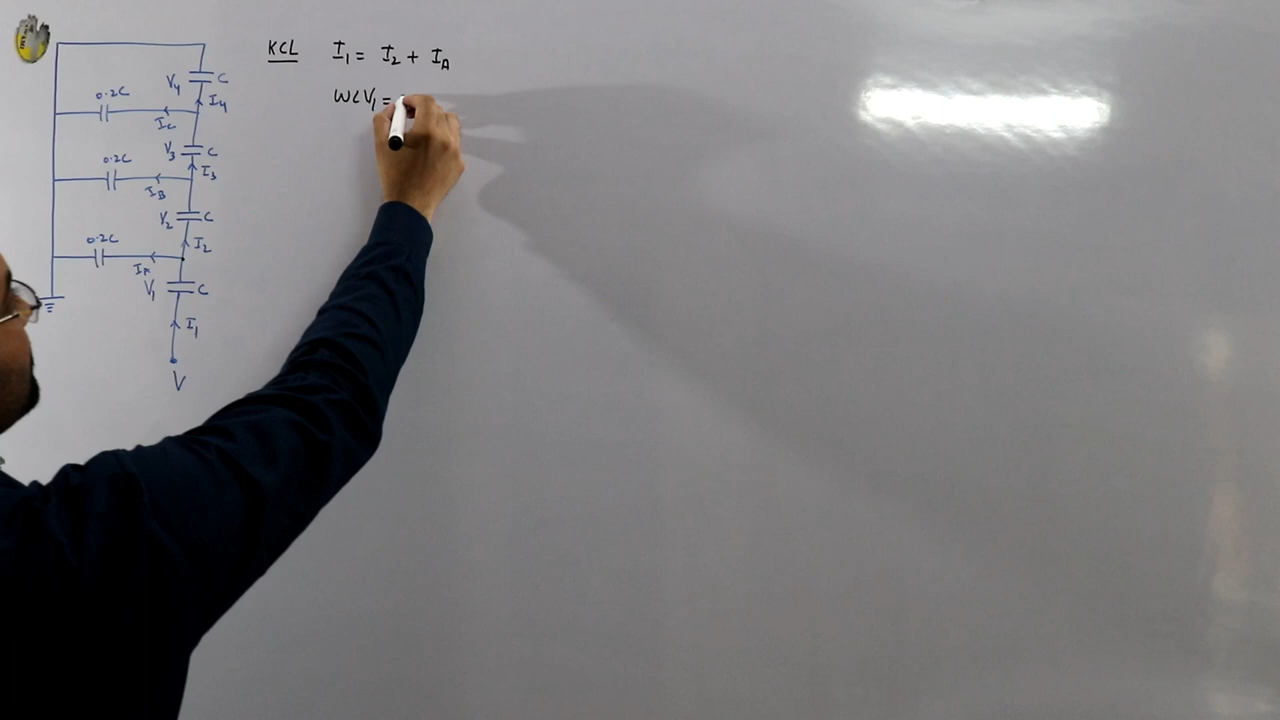 KCL I₁ = I₂ + I_A
ωCV₁ =
V₄ C
0.2C
I₄
I_C
V₃ C
0.2C
I₃
I_B
V₂ C
0.2C
I₂
I_A
V₁ C
I₁
V